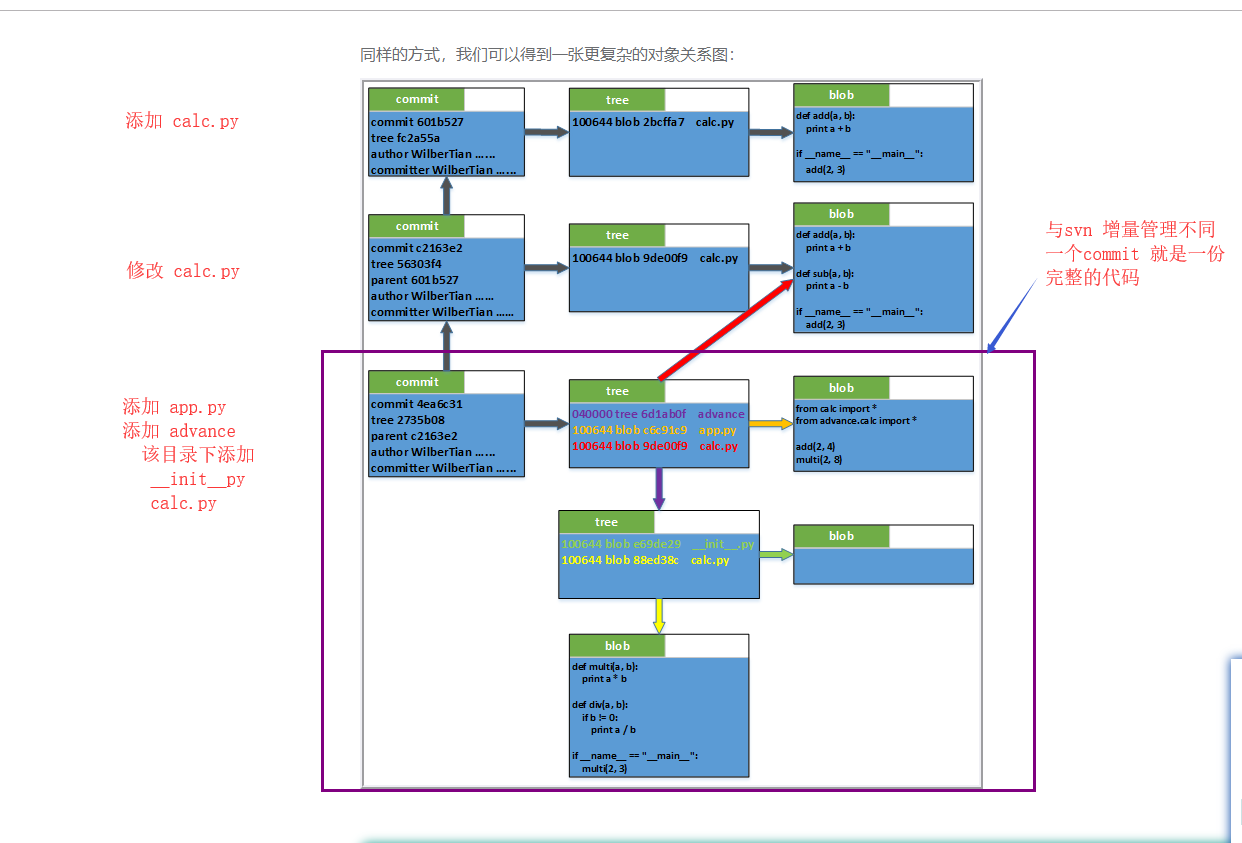 同样的方式，我们可以得到一张更复杂的对象关系图：
添加 calc.py
commit
commit 601b527
tree fc2a55a
author WilberTian ......
committer WilberTian ......
tree
100644 blob 2bcffa7 calc.py
blob
def add(a, b):
print a + b
if __name__ == "__main__":
add(2, 3)
修改 calc.py
commit
commit c2163e2
tree 56303f4
parent 601b527
author WilberTian ......
committer WilberTian ......
tree
100644 blob 9de00f9 calc.py
blob
def add(a, b):
print a + b
def sub(a, b):
print a - b
if __name__ == "__main__":
add(2, 3)
与svn 增量管理不同
一个commit 就是一份
完整的代码
添加 app.py
添加 advance
该目录下添加
__init__py
calc.py
commit
commit 4ea6c31
tree 2735b08
parent c2163e2
author WilberTian ......
committer WilberTian ......
tree
040000 tree 6d1ab0f advance
100644 blob c6c91c9 app.py
100644 blob 9de00f9 calc.py
blob
from calc import *
from advance.calc import *
add(2, 4)
multi(2, 8)
tree
100644 blob e69de29 __init__.py
100644 blob 88ed38c calc.py
blob
blob
def multi(a, b):
print a * b
def div(a, b):
if b != 0:
print a / b
if __name__ == "__main__":
multi(2, 3)